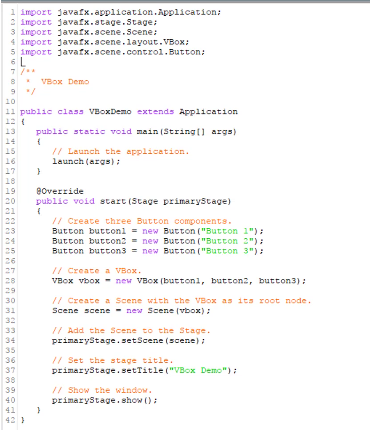 1 import javafx.application.Application;
2 import javafx.stage.Stage;
3 import javafx.scene.Scene;
4 import javafx.scene.layout.VBox;
5 import javafx.scene.control.Button;
6
7 /**
8  *  VBox Demo
9  */
10
11 public class VBoxDemo extends Application
12 {
13    public static void main(String[] args)
14    {
15       // Launch the application.
16       launch(args);
17    }
18
19    @Override
20    public void start(Stage primaryStage)
21    {
22       // Create three Button components.
23       Button button1 = new Button("Button 1");
24       Button button2 = new Button("Button 2");
25       Button button3 = new Button("Button 3");
26
27       // Create a VBox.
28       VBox vbox = new VBox(button1, button2, button3);
29
30       // Create a Scene with the VBox as its root node.
31       Scene scene = new Scene(vbox);
32
33       // Add the Scene to the Stage.
34       primaryStage.setScene(scene);
35
36       // Set the stage title.
37       primaryStage.setTitle("VBox Demo");
38
39       // Show the window.
40       primaryStage.show();
41    }
42 }